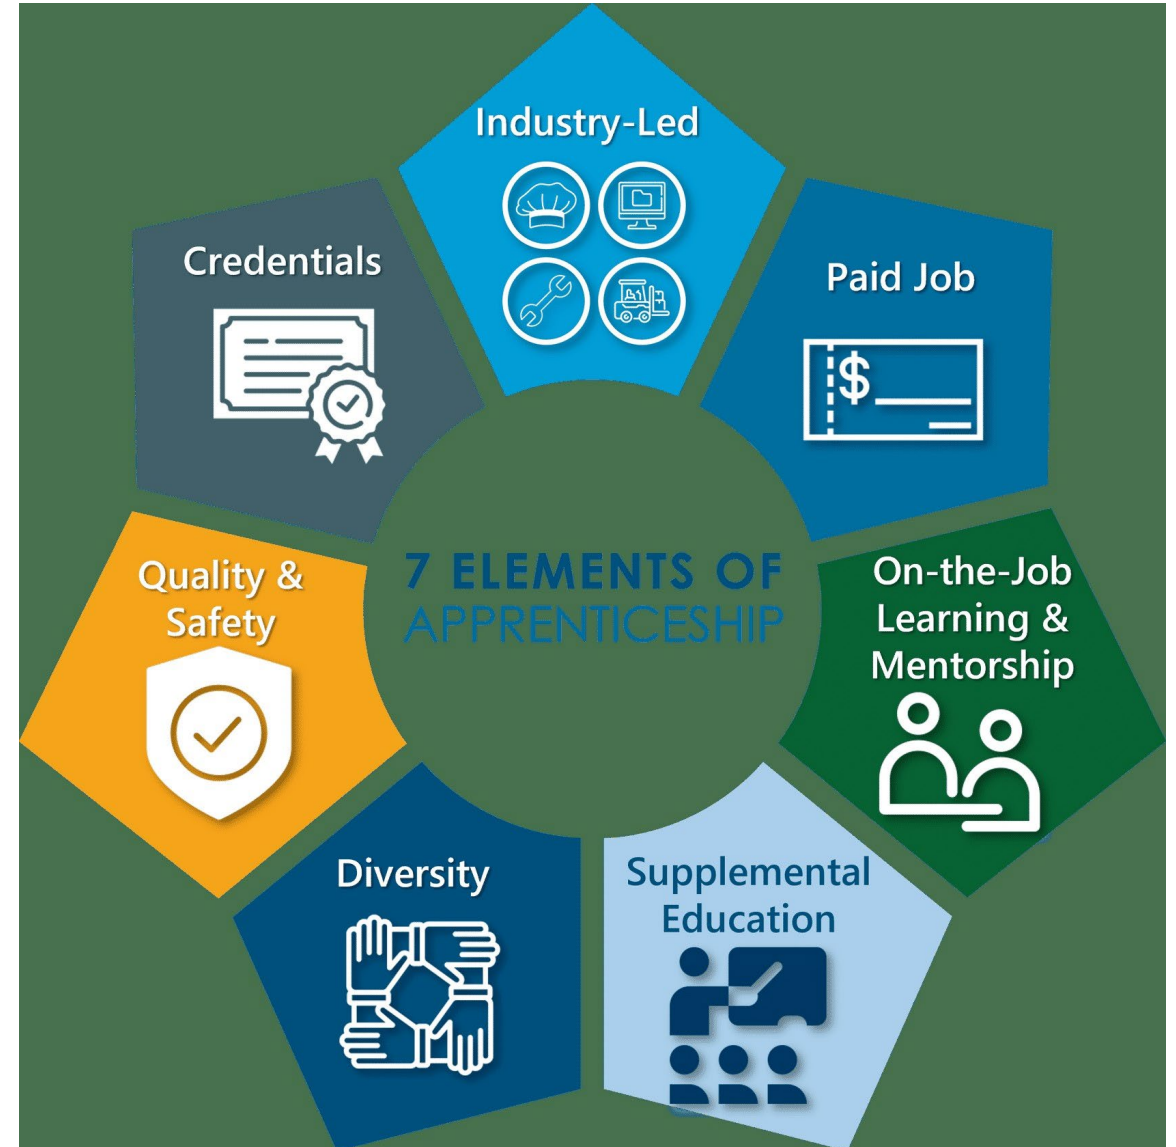 Industry-Led
Paid Job
$
On-the-Job
Learning &
Mentorship
Supplemental
Education
Diversity
Quality &
Safety
Credentials
7 ELEMENTS OF
APPRENTICESHIP